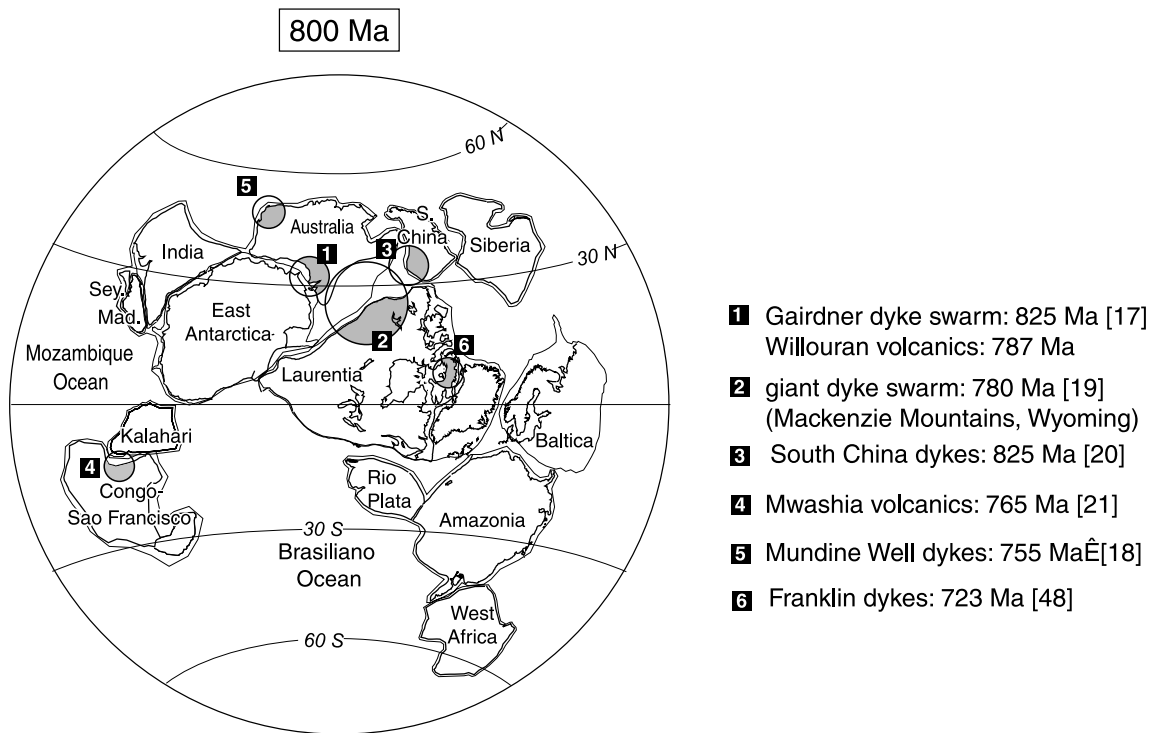 800 Ma
60 N
5
S.
Australia
China
Siberia
3
India
1
30 N
Sey.
Mad.
East
Antarctica
2
6
Mozambique
Ocean
Laurentia
Kalahari
Baltica
4
Congo-
Sao Francisco
Rio
Plata
Amazonia
30 S
Brasiliano
Ocean
West
Africa
60 S
1 Gairdner dyke swarm: 825 Ma [17]
Willouran volcanics: 787 Ma
2 giant dyke swarm: 780 Ma [19]
(Mackenzie Mountains, Wyoming)
3 South China dykes: 825 Ma [20]
4 Mwashia volcanics: 765 Ma [21]
5 Mundine Well dykes: 755 MaÊ[18]
6 Franklin dykes: 723 Ma [48]